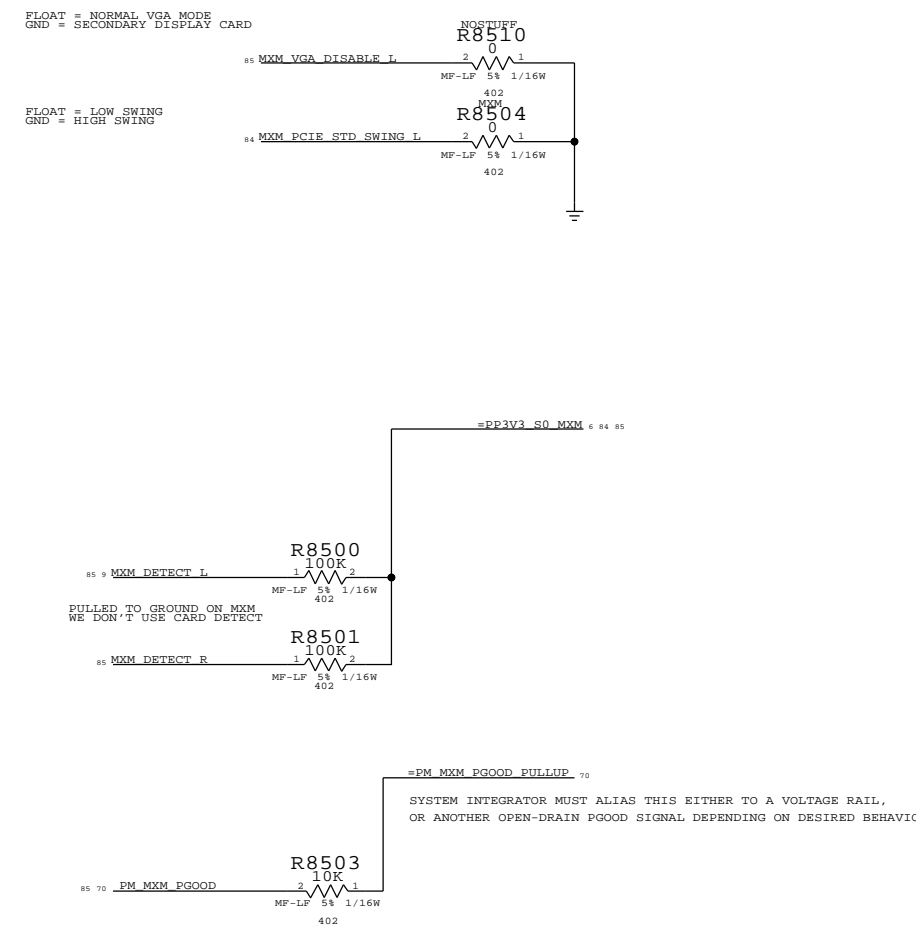 FLOAT = NORMAL VGA MODE
GND = SECONDARY DISPLAY CARD
NOSTUFF
R8510
0
85 MXM_VGA_DISABLE_L
2 1
MF-LF 5% 1/16W
402
FLOAT = LOW SWING
GND = HIGH SWING
MXM
R8504
0
84 MXM_PCIE_STD_SWING_L
2 1
MF-LF 5% 1/16W
402
=PP3V3_S0_MXM 6 84 85
R8500
100K
85 9 MXM_DETECT_L
1 2
MF-LF 5% 1/16W
402
PULLED TO GROUND ON MXM
WE DON'T USE CARD DETECT
R8501
100K
85 MXM_DETECT_R
1 2
MF-LF 5% 1/16W
402
=PM_MXM_PGOOD_PULLUP 70
SYSTEM INTEGRATOR MUST ALIAS THIS EITHER TO A VOLTAGE RAIL,
OR ANOTHER OPEN-DRAIN PGOOD SIGNAL DEPENDING ON DESIRED BEHAVIO
R8503
10K
85 70 PM_MXM_PGOOD
2 1
MF-LF 5% 1/16W
402